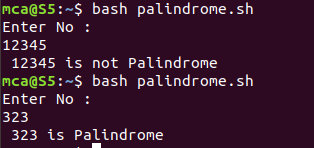 mca@S5:~$ bash palindrome.sh
Enter No :
12345
 12345 is not Palindrome
mca@S5:~$ bash palindrome.sh
Enter No :
323
 323 is Palindrome